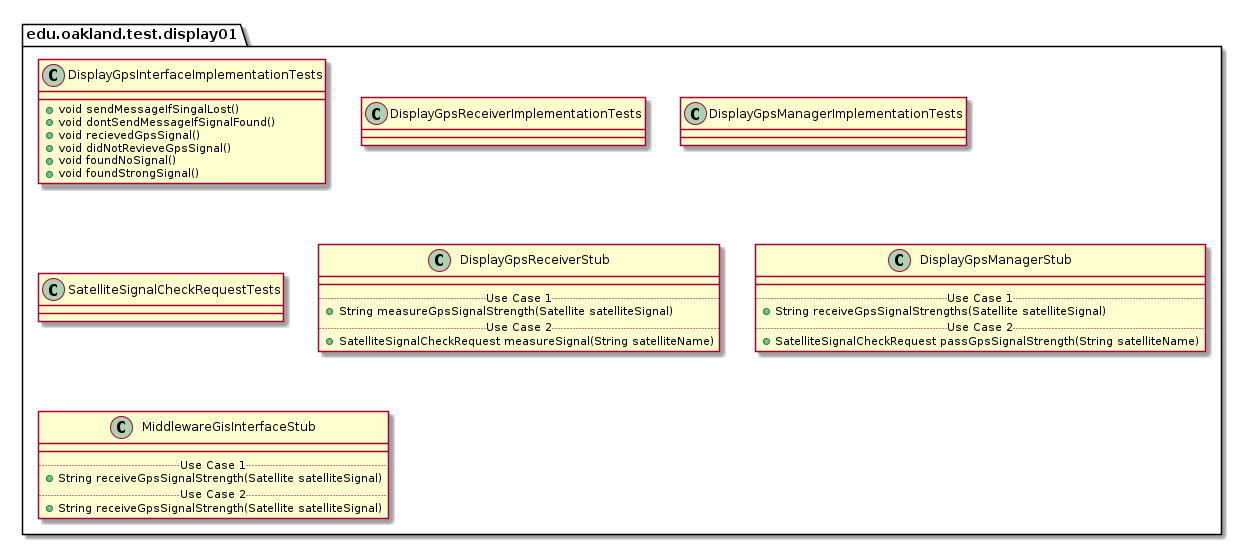 edu.oakland.test.display01
C DisplayGpsInterfaceImplementationTests
void sendMessageIfSingalLost()
void dontSendMessageIfSignalFound()
void recievedGpsSignal()
void didNotRevieveGpsSignal()
void foundNoSignal()
void foundStrongSignal()
C DisplayGpsReceiverImplementationTests
C DisplayGpsManagerImplementationTests
C SatelliteSignalCheckRequestTests
C DisplayGpsReceiverStub
Use Case 1
String measureGpsSignalStrength(Satellite satelliteSignal)
Use Case 2
SatelliteSignalCheckRequest measureSignal(String satelliteName)
C DisplayGpsManagerStub
Use Case 1
String receiveGpsSignalStrengths(Satellite satelliteSignal)
Use Case 2
SatelliteSignalCheckRequest passGpsSignalStrength(String satelliteName)
C MiddlewareGisInterfaceStub
Use Case 1
String receiveGpsSignalStrength(Satellite satelliteSignal)
Use Case 2
String receiveGpsSignalStrength(Satellite satelliteSignal)